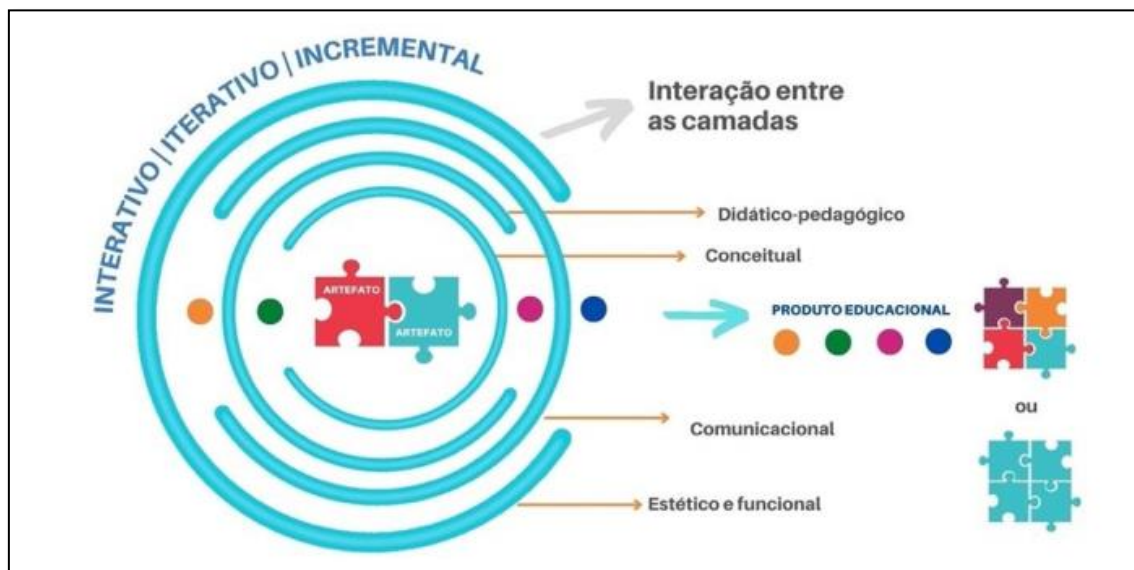 INTERATIVO | ITERATIVO | INCREMENTAL
Interação entre
as camadas
Didático-pedagógico
Conceitual
ARTEFATO
ARTEFATO
PRODUTO EDUCACIONAL
ou
Comunicacional
Estético e funcional